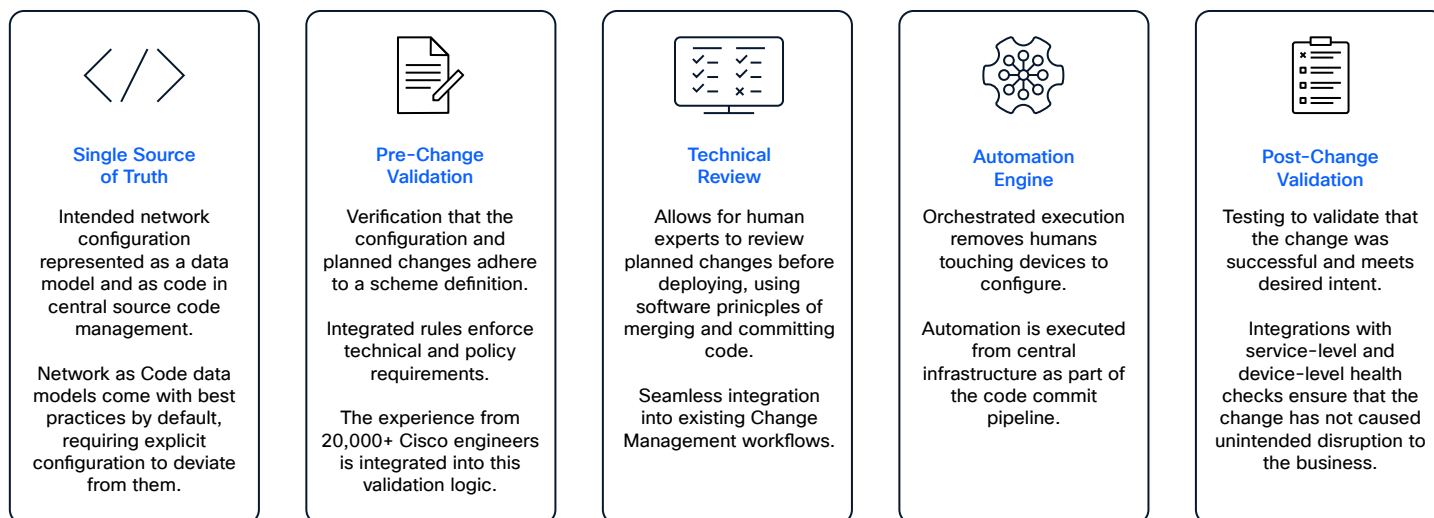 Single Source
of Truth
Intended network
configuration
represented as a data
model and as code in
central source code
management.
Network as Code data
models come with best
practices by default,
requiring explicit
configuration to deviate
from them.
Pre-Change
Validation
Verification that the
configuration and
planned changes adhere
to a scheme definition.
Integrated rules enforce
technical and policy
requirements.
The experience from
20,000+ Cisco engineers
is integrated into this
validation logic.
Technical
Review
Allows for human
experts to review
planned changes before
deploying, using
software prinicples of
merging and committing
code.
Seamless integration
into existing Change
Management workflows.
Automation
Engine
Orchestrated execution
removes humans
touching devices to
configure.
Automation is executed
from central
infrastructure as part of
the code commit
pipeline.
Post-Change
Validation
Testing to validate that
the change was
successful and meets
desired intent.
Integrations with
service-level and
device-level health
checks ensure that the
change has not caused
unintended disruption to
the business.